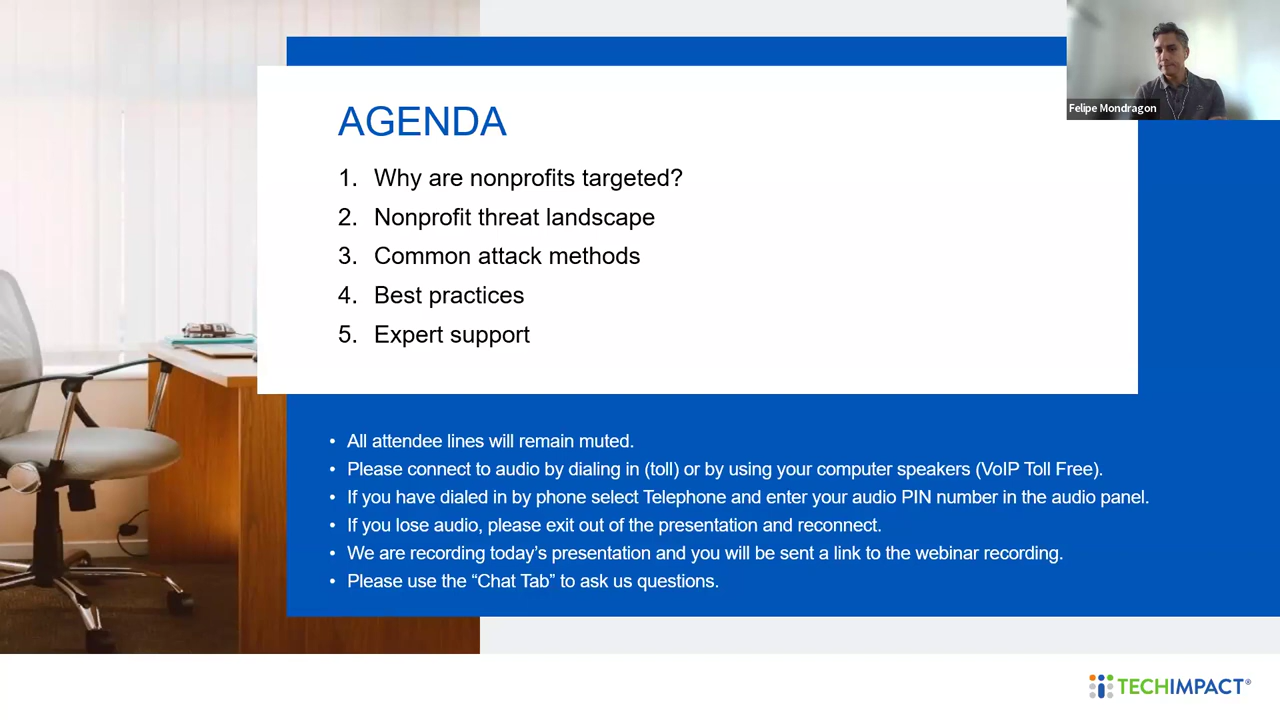 AGENDA
1. Why are nonprofits targeted?
2. Nonprofit threat landscape
3. Common attack methods
4. Best practices
5. Expert support
Felipe Mondragon
• All attendee lines will remain muted.
• Please connect to audio by dialing in (toll) or by using your computer speakers (VoIP Toll Free).
• If you have dialed in by phone select Telephone and enter your audio PIN number in the audio panel.
• If you lose audio, please exit out of the presentation and reconnect.
• We are recording today’s presentation and you will be sent a link to the webinar recording.
• Please use the “Chat Tab” to ask us questions.
TECHIMPACT®